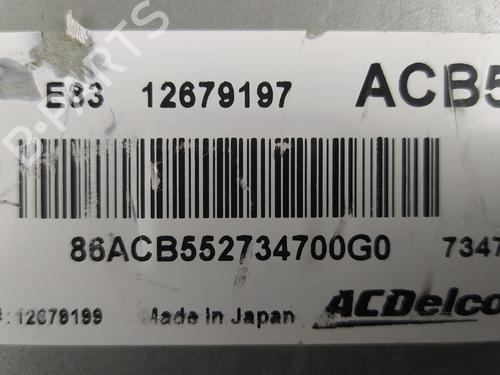 E83 12679197 ACB5
86ACB552734700G0 7347
: 12679199 Made In Japan ACDelco
B-PARTS